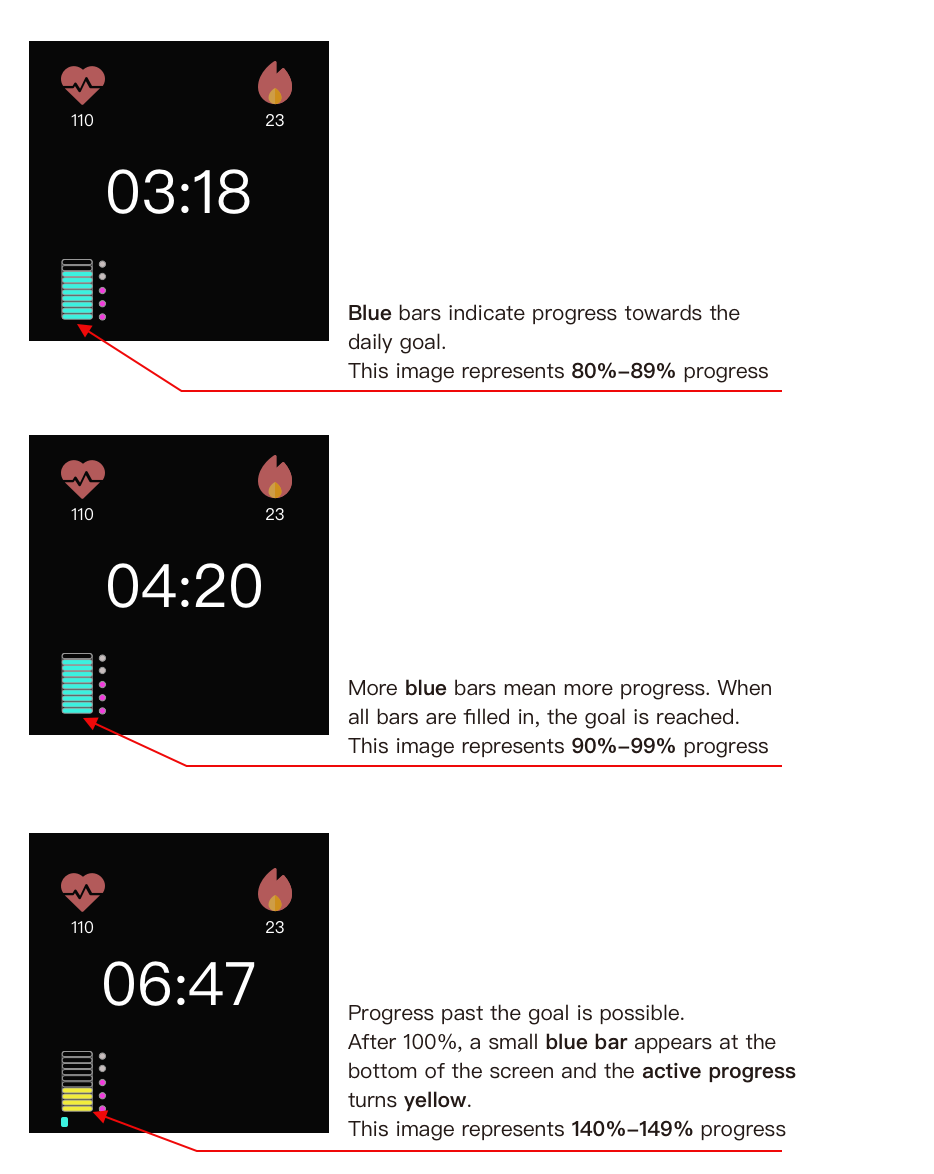 110
23
03:18
Blue bars indicate progress towards the
daily goal.
This image represents 80%–89% progress
110
23
04:20
More blue bars mean more progress. When
all bars are filled in, the goal is reached.
This image represents 90%–99% progress
110
23
06:47
Progress past the goal is possible.
After 100%, a small blue bar appears at the
bottom of the screen and the active progress
turns yellow.
This image represents 140%–149% progress